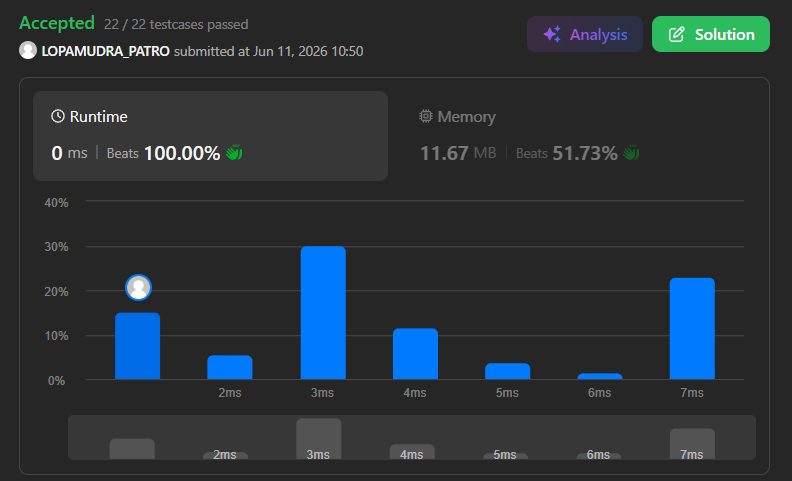 Accepted 22 / 22 testcases passed
LOPAMUDRA_PATRO submitted at Jun 11, 2026 10:50
Analysis
Solution
Runtime
0 ms | Beats 100.00%
Memory
11.67 MB | Beats 51.73%
40%
30%
20%
10%
0%
2ms 3ms 4ms 5ms 6ms 7ms
2ms 3ms 4ms 5ms 6ms 7ms